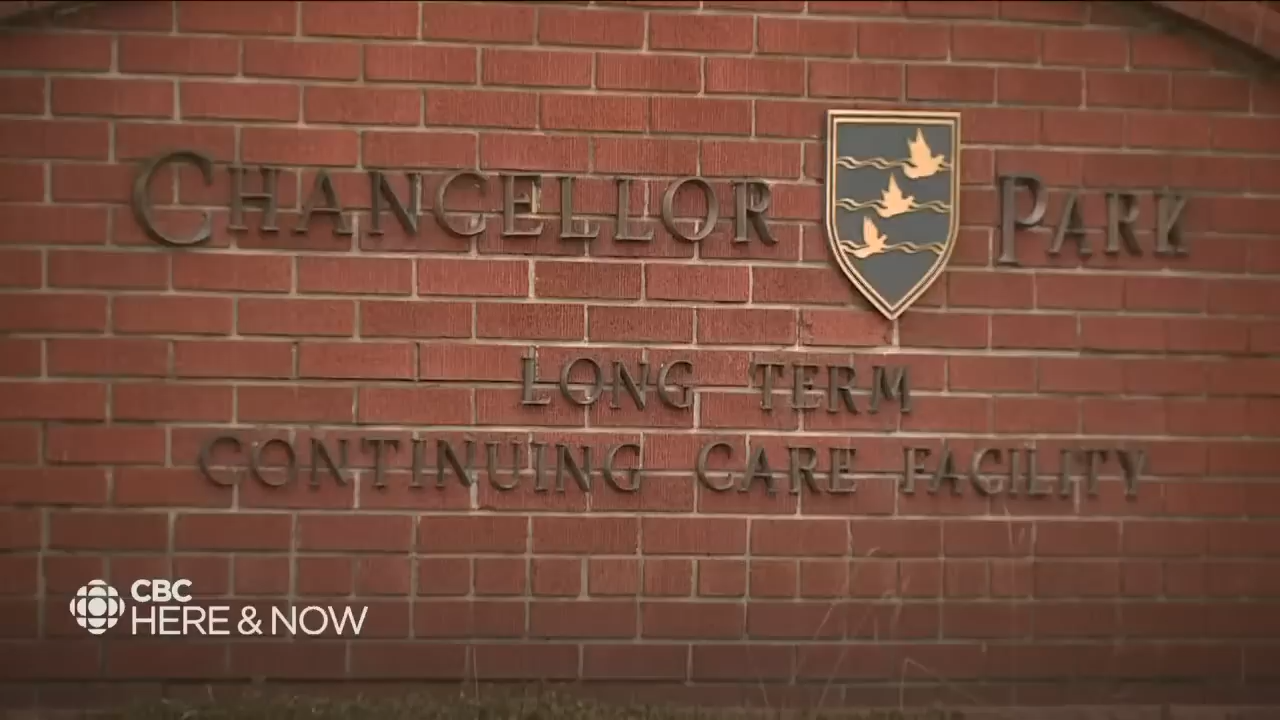 CHANCELLOR PARK
LONG TERM
CONTINUING CARE FACILITY
CBC
HERE & NOW